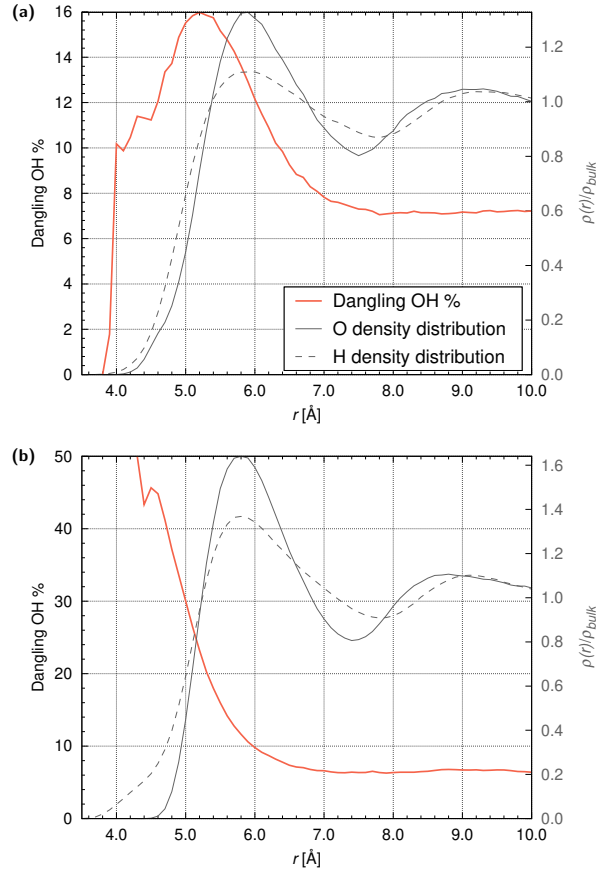 (a)
16
14
12
10
8
6
4
2
0
Dangling OH %
1.2
1.0
0.8
0.6
0.4
0.2
0.0
ρ(r)/ρbulk
Dangling OH %
O density distribution
H density distribution
4.0 5.0 6.0 7.0 8.0 9.0 10.0
r [Å]
(b)
50
40
30
20
10
0
Dangling OH %
1.6
1.4
1.2
1.0
0.8
0.6
0.4
0.2
0.0
ρ(r)/ρbulk
4.0 5.0 6.0 7.0 8.0 9.0 10.0
r [Å]